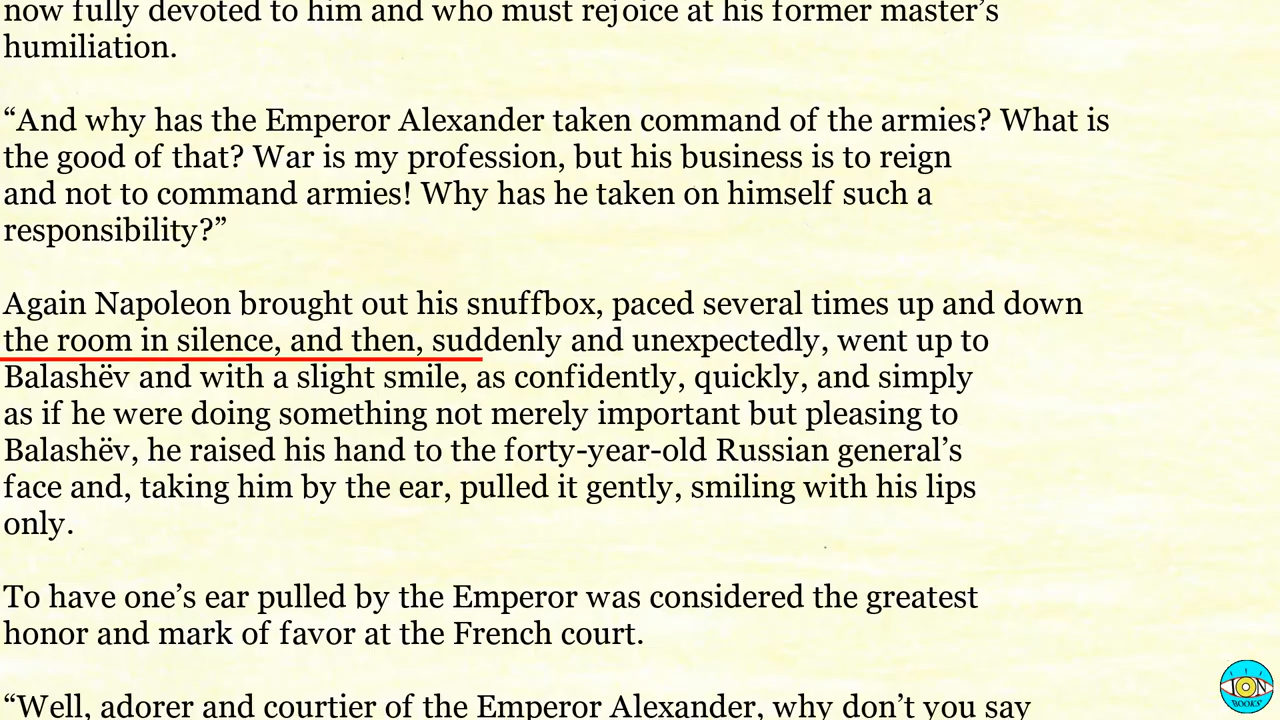 now fully devoted to him and who must rejoice at his former master’s
humiliation.
“And why has the Emperor Alexander taken command of the armies? What is
the good of that? War is my profession, but his business is to reign
and not to command armies! Why has he taken on himself such a
responsibility?”
Again Napoleon brought out his snuffbox, paced several times up and down
the room in silence, and then, suddenly and unexpectedly, went up to
Balashëv and with a slight smile, as confidently, quickly, and simply
as if he were doing something not merely important but pleasing to
Balashëv, he raised his hand to the forty-year-old Russian general’s
face and, taking him by the ear, pulled it gently, smiling with his lips
only.
To have one’s ear pulled by the Emperor was considered the greatest
honor and mark of favor at the French court.
“Well, adorer and courtier of the Emperor Alexander, why don’t you say
ION
BOOKS